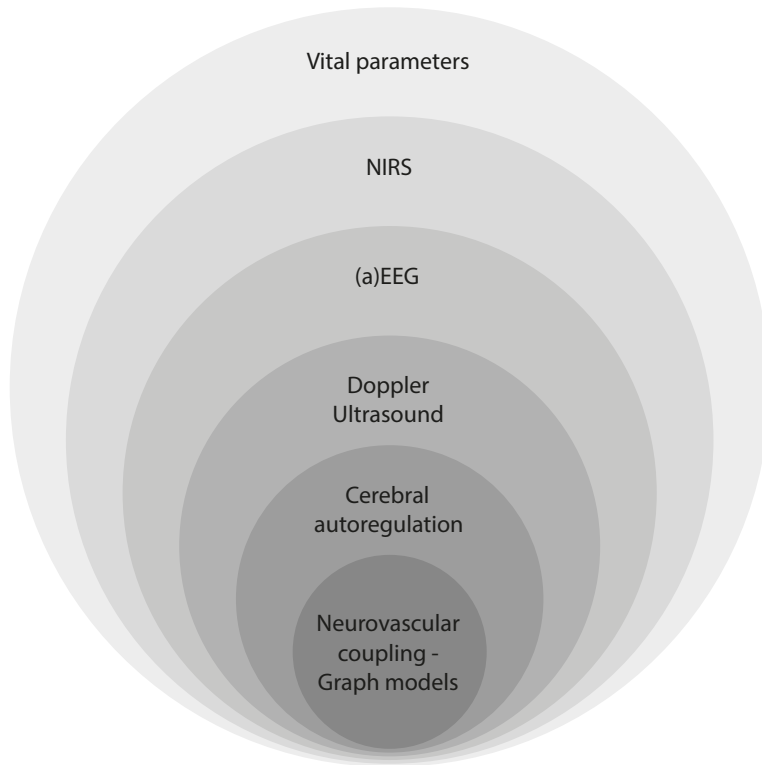 Vital parameters
NIRS
(a)EEG
Doppler
Ultrasound
Cerebral
autoregulation
Neurovascular
coupling -
Graph models